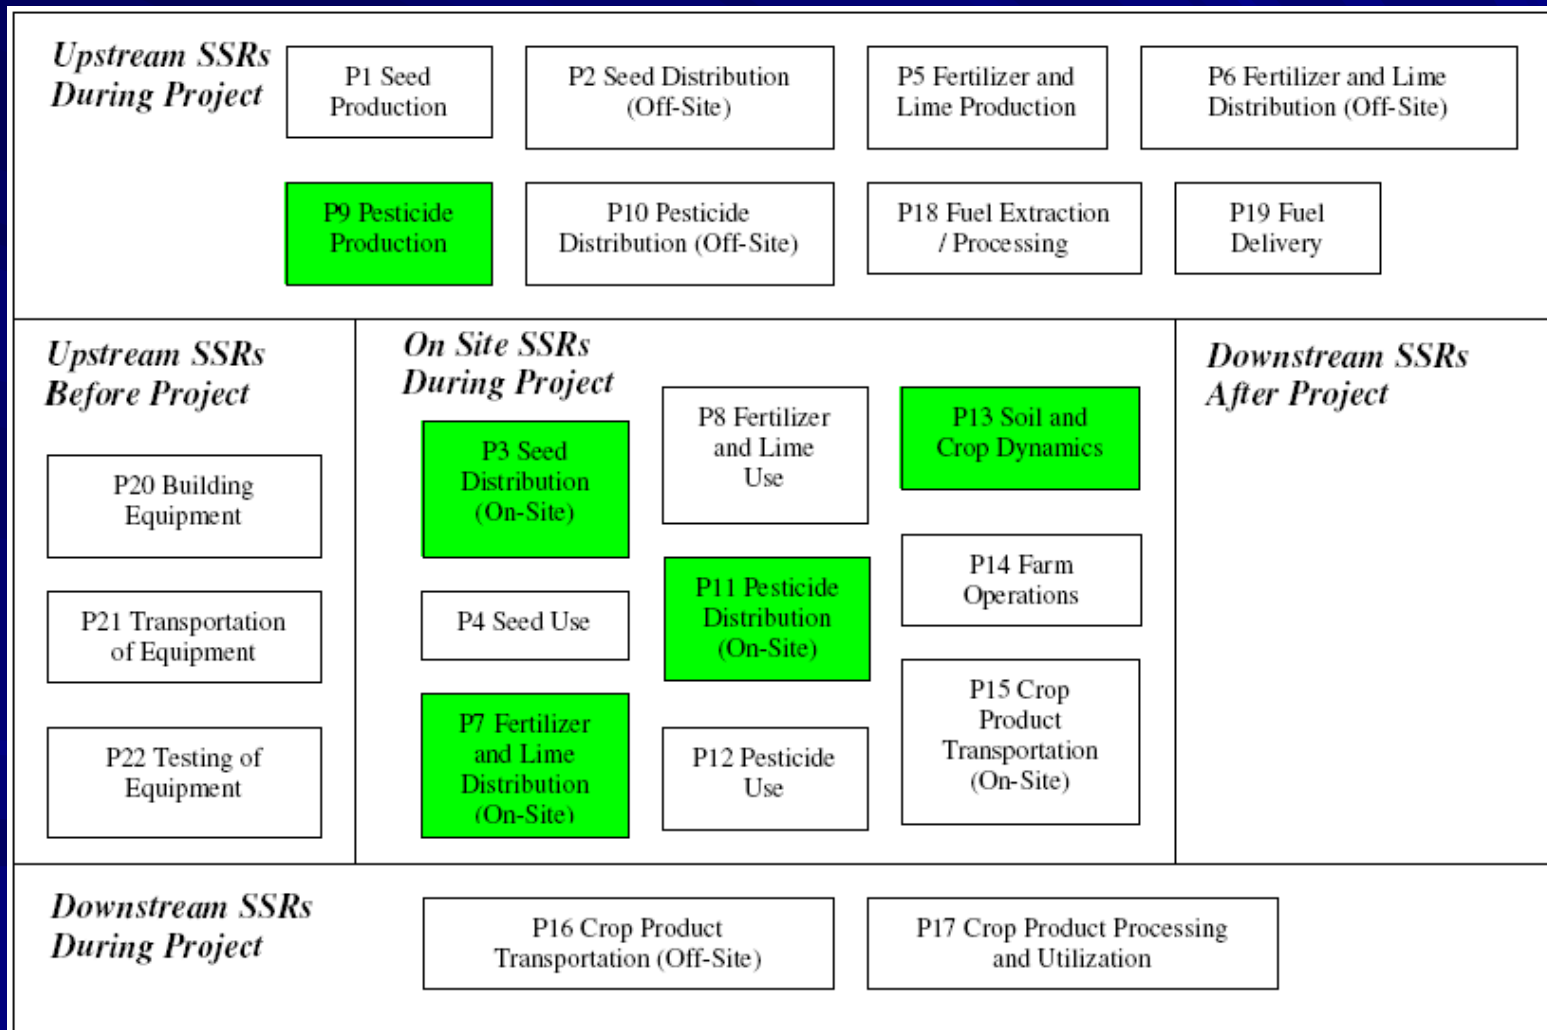 Upstream SSRs
During Project
P1 Seed
Production
P2 Seed Distribution
(Off-Site)
P5 Fertilizer and
Lime Production
P6 Fertilizer and Lime
Distribution (Off-Site)
P9 Pesticide
Production
P10 Pesticide
Distribution (Off-Site)
P18 Fuel Extraction
/ Processing
P19 Fuel
Delivery
Upstream SSRs
Before Project
P20 Building
Equipment
P21 Transportation
of Equipment
P22 Testing of
Equipment
On Site SSRs
During Project
P3 Seed
Distribution
(On-Site)
P4 Seed Use
P7 Fertilizer
and Lime
Distribution
(On-Site)
P8 Fertilizer
and Lime
Use
P11 Pesticide
Distribution
(On-Site)
P12 Pesticide
Use
P13 Soil and
Crop Dynamics
P14 Farm
Operations
P15 Crop
Product
Transportation
(On-Site)
Downstream SSRs
After Project
Downstream SSRs
During Project
P16 Crop Product
Transportation (Off-Site)
P17 Crop Product Processing
and Utilization